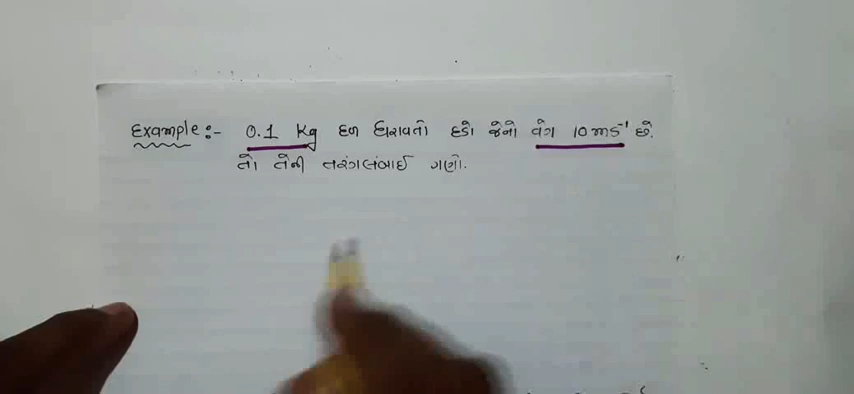 Example :- 0.1 Kg દળ ધરાવતો દડો જેનો વેગ 10 ms⁻¹ છે.
તો તેની તરંગલંબાઈ ગણો.